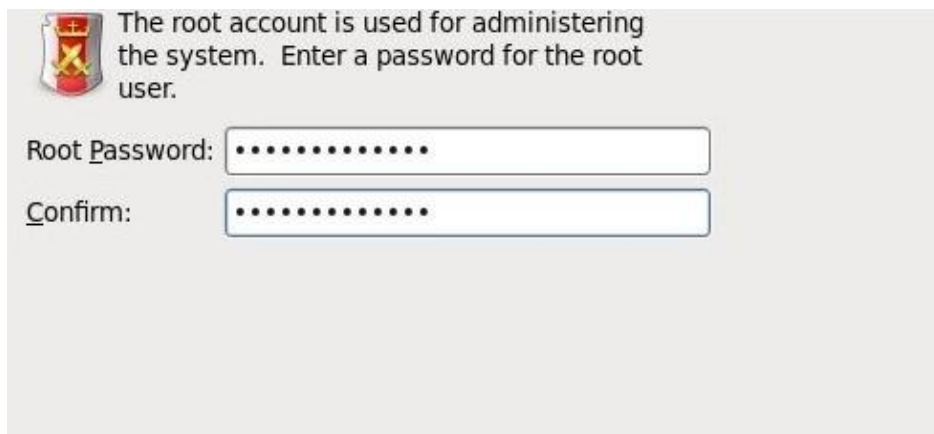 The root account is used for administering
the system.  Enter a password for the root
user.
Root Password: •••••••••••••
Confirm: •••••••••••••